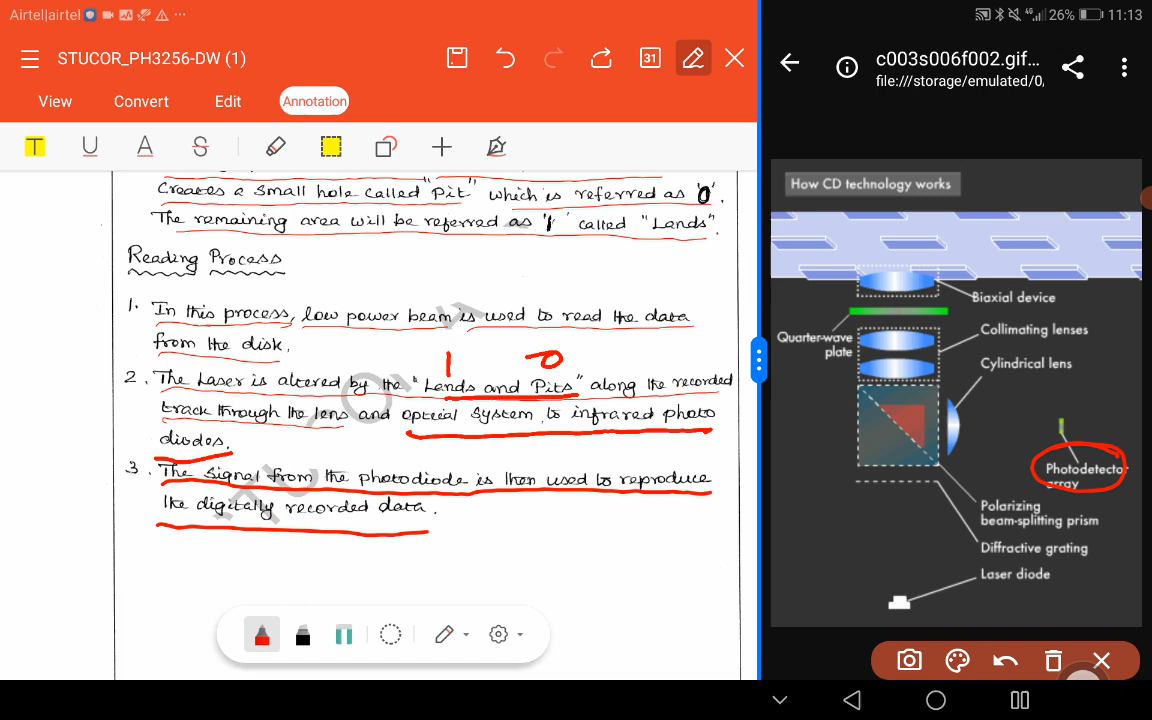 Airtel|airtel
4G 26% 11:13
STUCOR_PH3256-DW (1)
31
View Convert Edit Annotation
T U A S
Creates a small hole called "Pit" which is referred as '0'.
The remaining area will be referred as '1' called "Lands".
Reading Process
1. In this process, low power beam is used to read the data
from the disk.
1 0
2. The Laser is altered by the "Lands and Pits" along the recorded
track through the lens and optical system to infrared photo
diodes.
3. The signal from the photodiode is then used to reproduce
the digitally recorded data.
c003s006f002.gif...
file:///storage/emulated/0,
How CD technology works
Biaxial device
Quarter-wave
plate
Collimating lenses
Cylindrical lens
Photodetector
array
Polarizing
beam-splitting prism
Diffractive grating
Laser diode